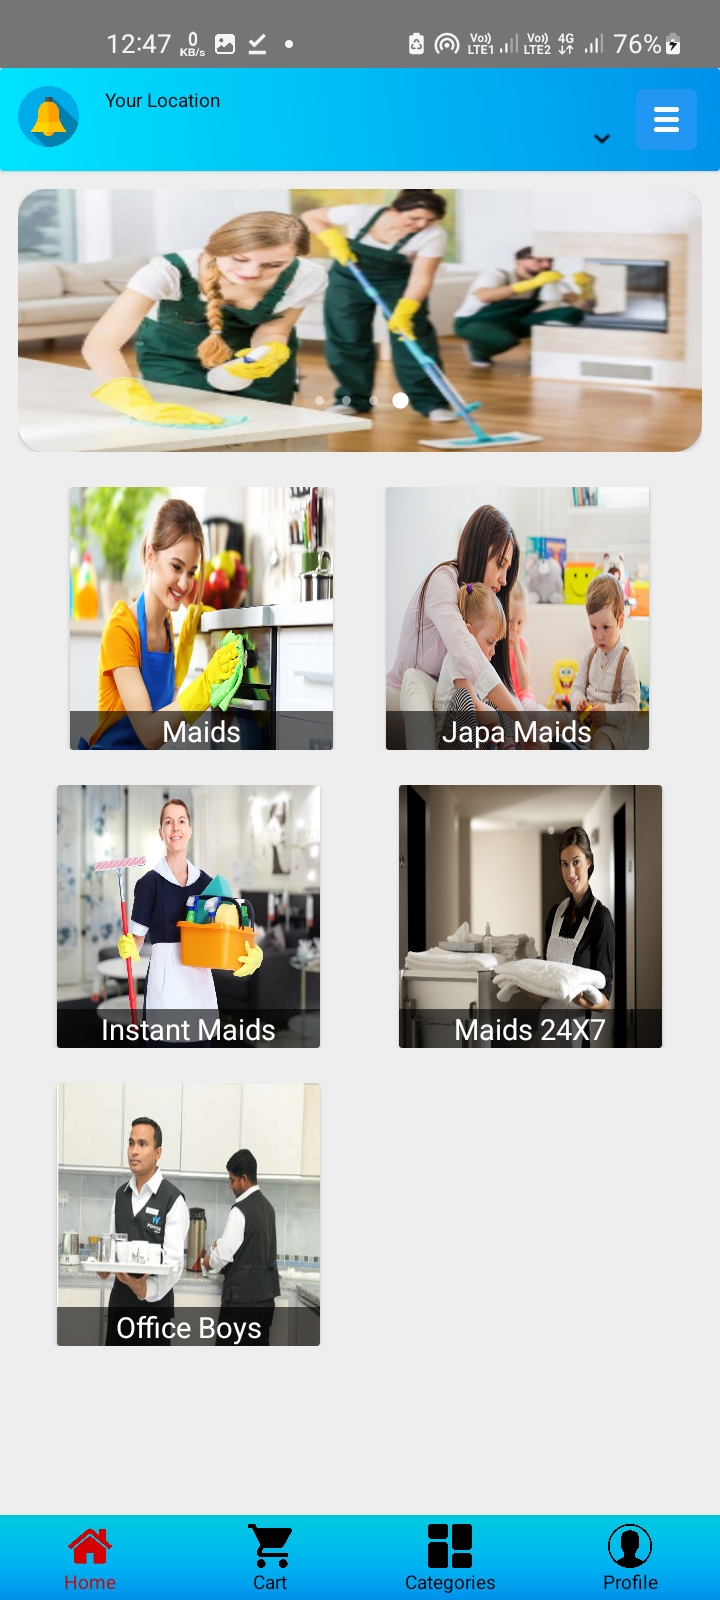 12:47 0 KB/s Vo)) LTE1 Vo)) LTE2 4G 76%
Your Location
Maids
Japa Maids
Instant Maids
Maids 24X7
Office Boys
Home
Cart
Categories
Profile